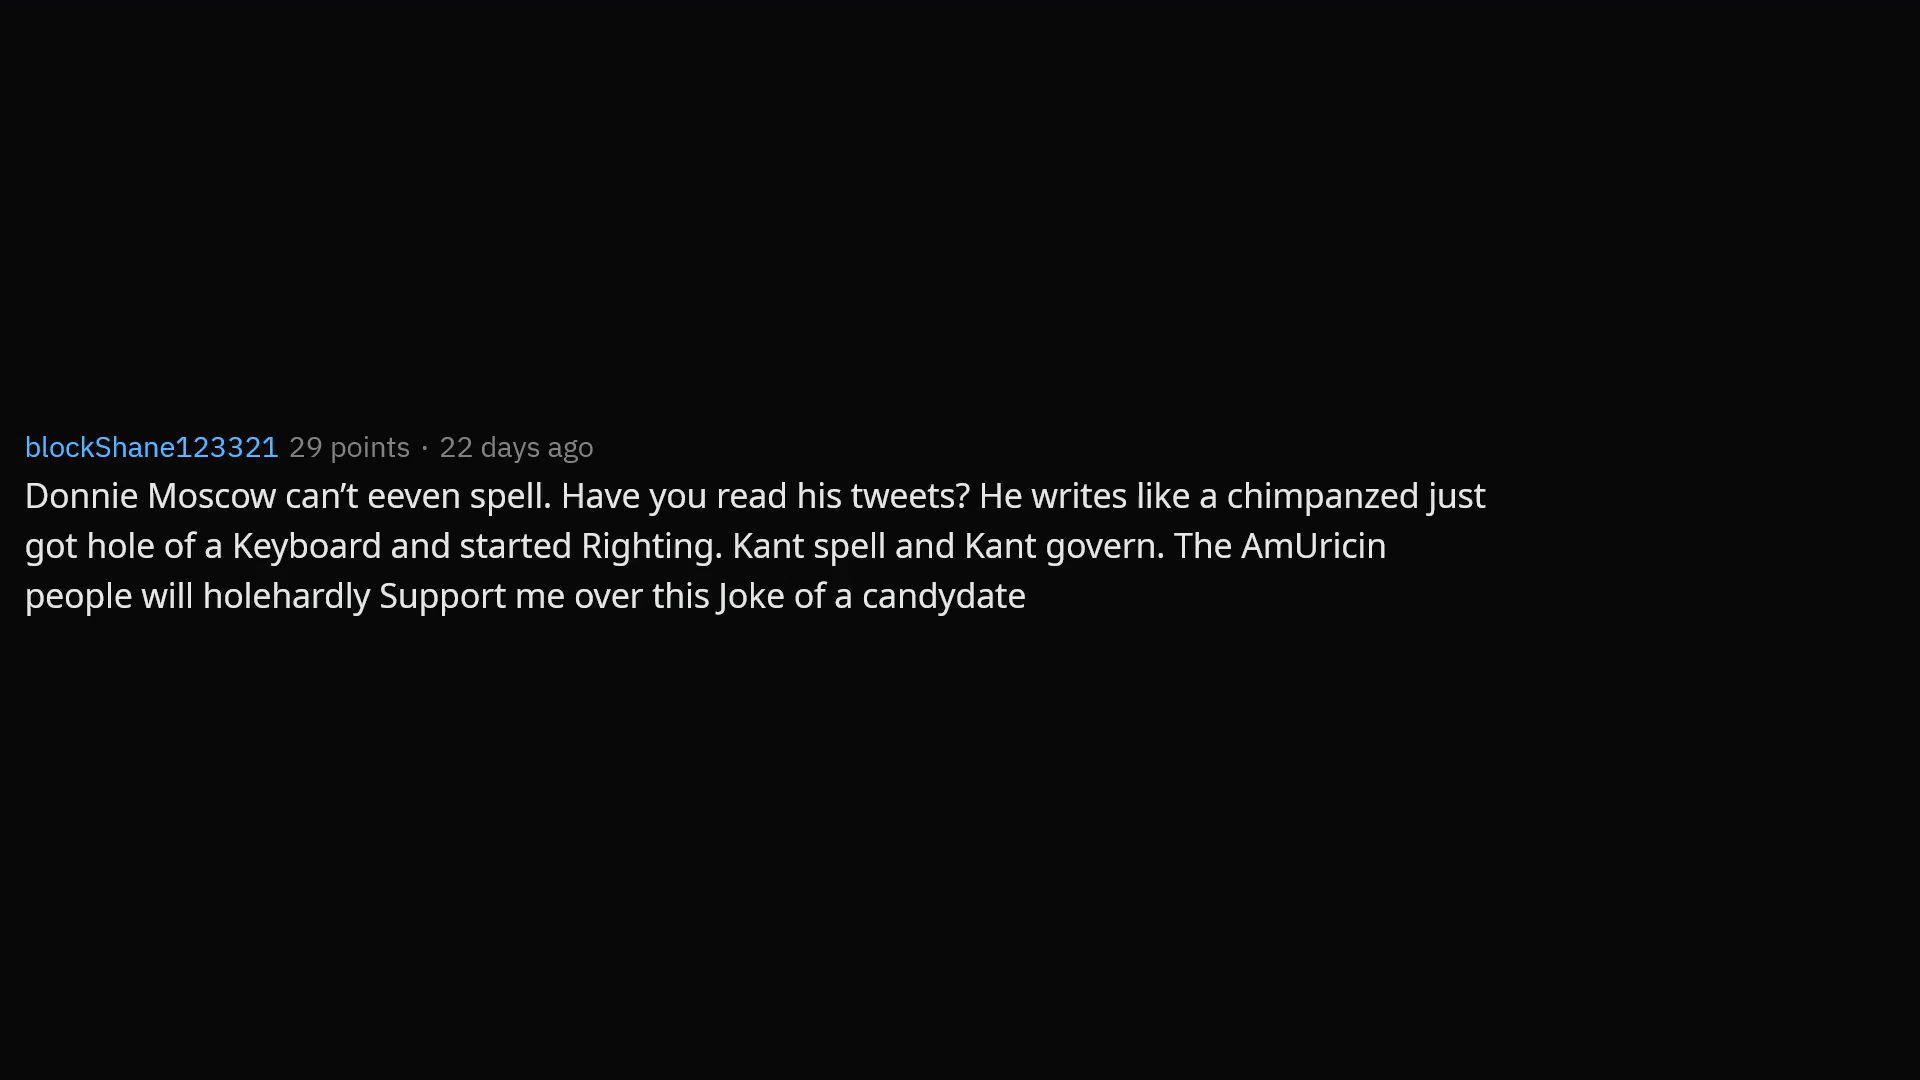 blockShane123321 29 points · 22 days ago
Donnie Moscow can’t eeven spell. Have you read his tweets? He writes like a chimpanzed just
got hole of a Keyboard and started Righting. Kant spell and Kant govern. The AmUricin
people will holehardly Support me over this Joke of a candydate